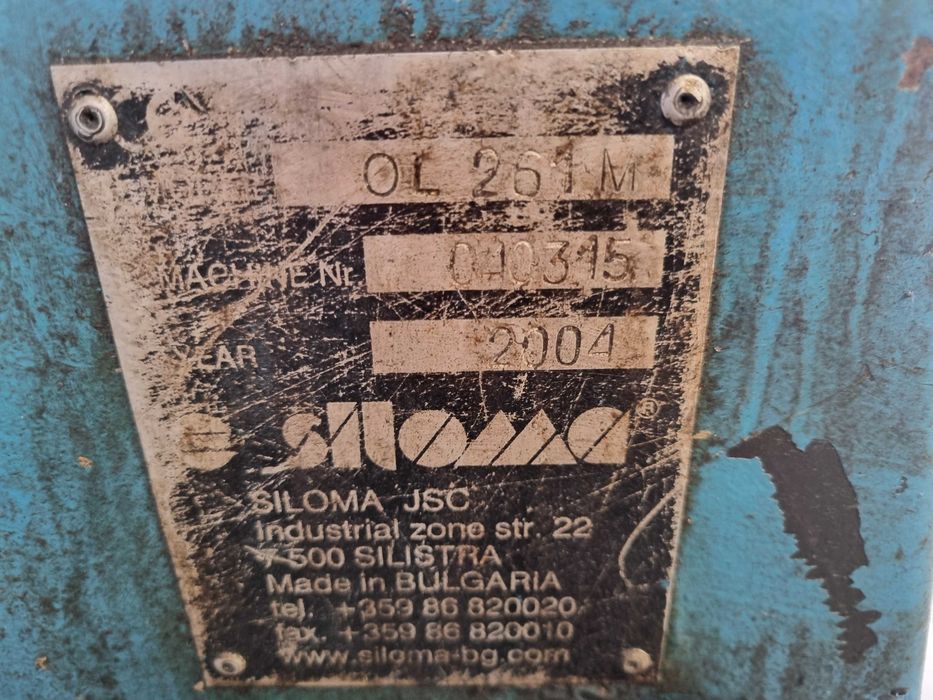 OL 261 M
MACHINE Nr. 040315
YEAR 2004
siloma®
SILOMA JSC
Industrial zone str. 22
7500 SILISTRA
Made in BULGARIA
tel. +359 86 820020
fax. +359 86 820010
www.siloma-bg.com